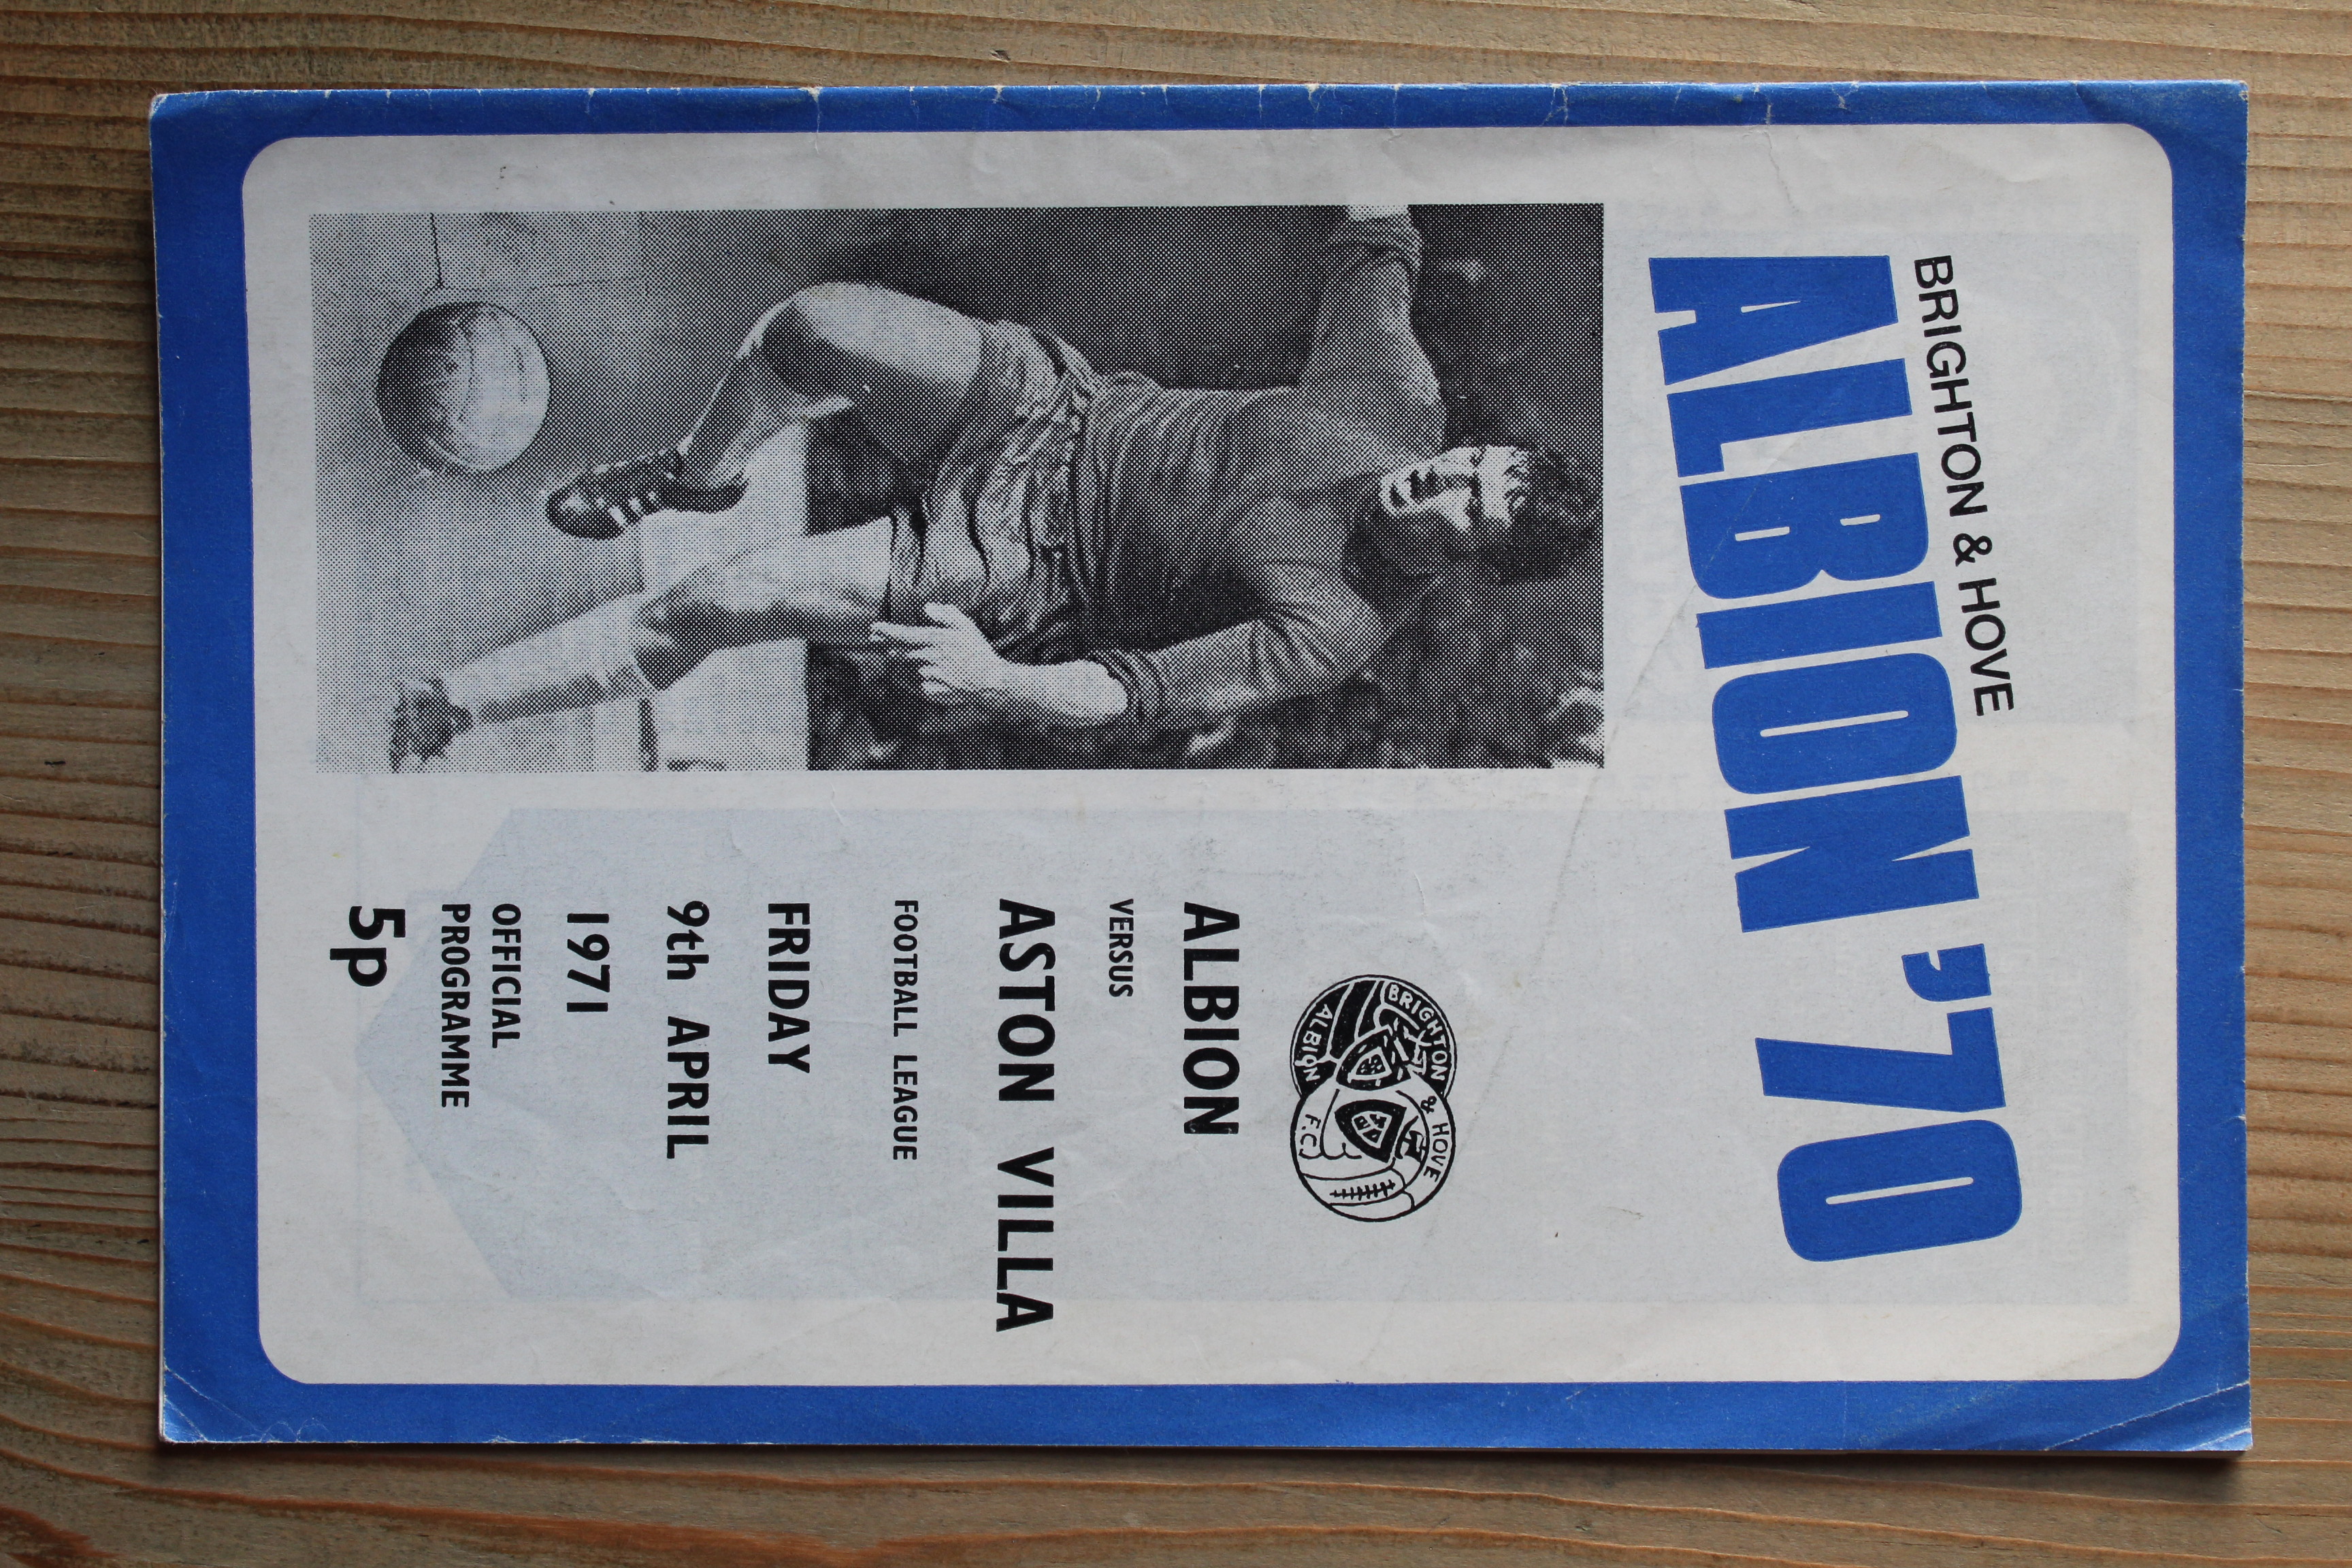 BRIGHTON & HOVE
ALBION '70
BRIGHTON & HOVE
ALBION F.C.
ALBION
VERSUS
ASTON VILLA
FOOTBALL LEAGUE
FRIDAY
9th APRIL
1971
OFFICIAL
PROGRAMME
5p